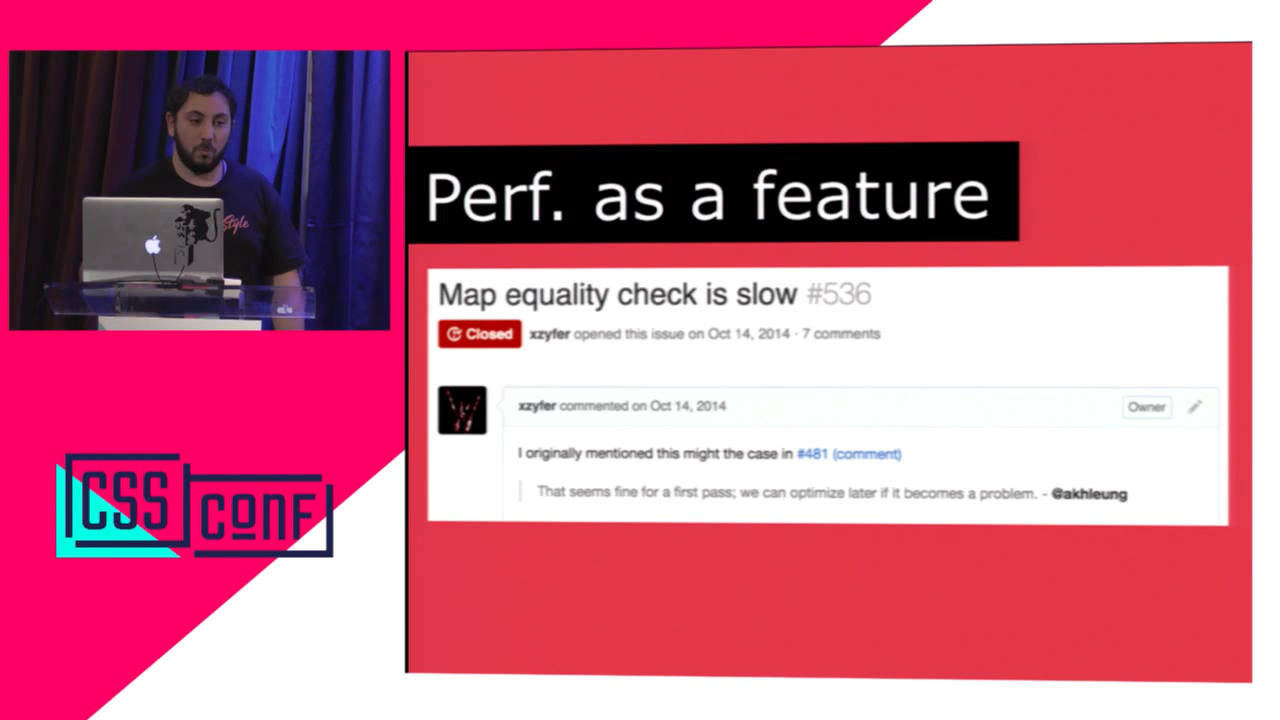 Style
Perf. as a feature
Map equality check is slow #536
Closed xzyfer opened this issue on Oct 14, 2014 · 7 comments
xzyfer commented on Oct 14, 2014 Owner
I originally mentioned this might the case in #481 (comment)
That seems fine for a first pass; we can optimize later if it becomes a problem. - @akhleung
CSS
CONF